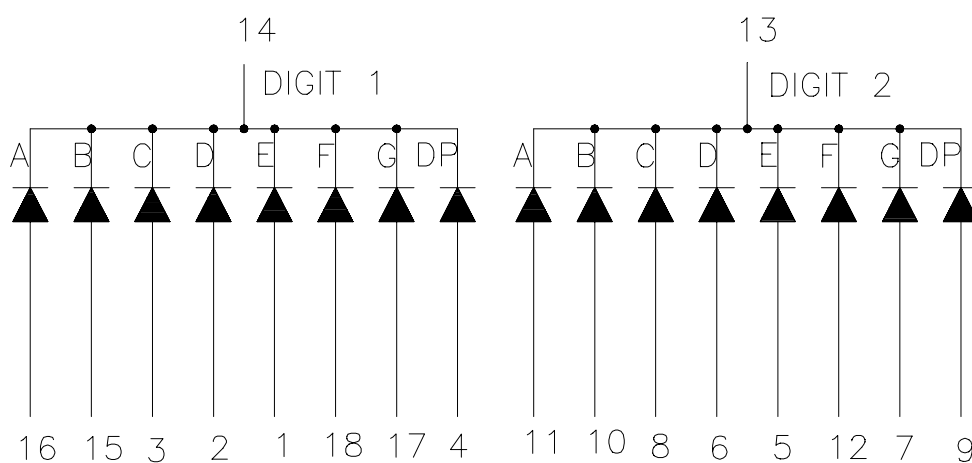 14 13
DIGIT 1 DIGIT 2
A B C D E F G DP A B C D E F G DP
16 15 3 2 1 18 17 4 11 10 8 6 5 12 7 9